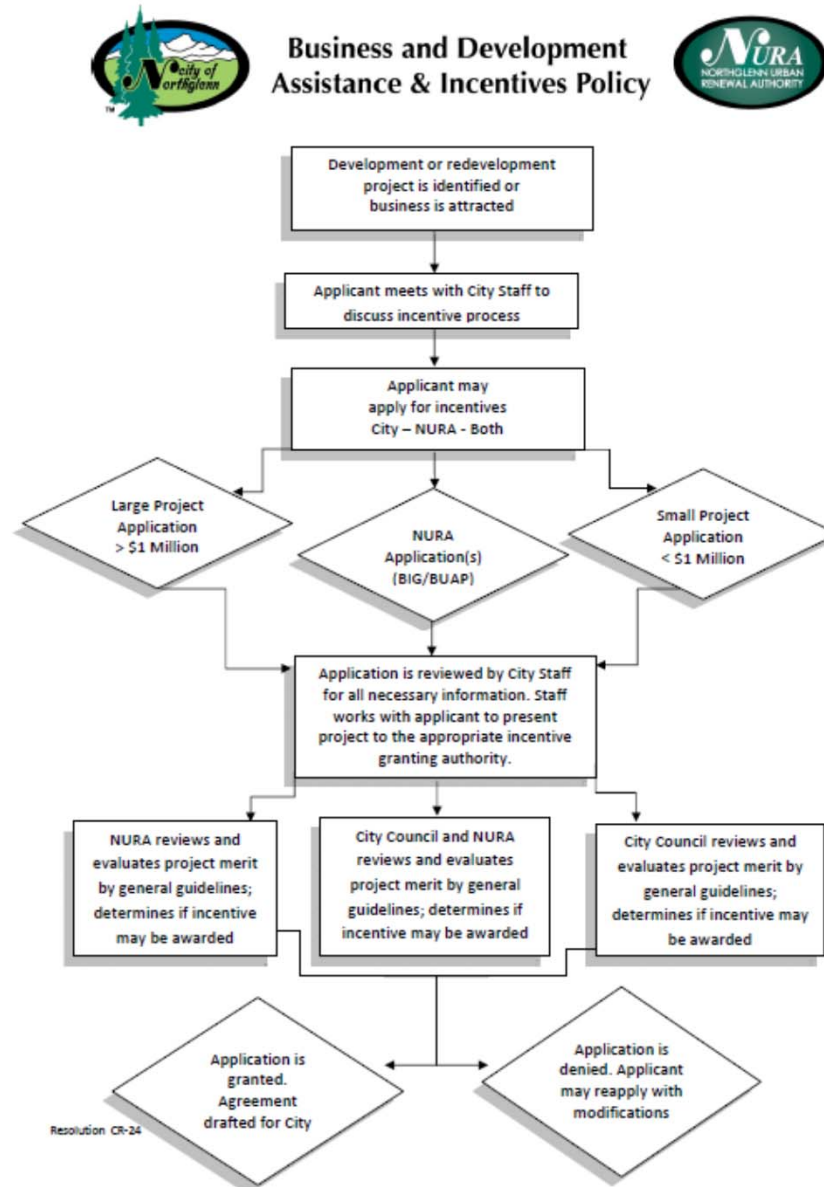 city of
Northglenn
TM
Business and Development
Assistance & Incentives Policy
NURA
NORTHGLENN URBAN
RENEWAL AUTHORITY
Development or redevelopment
project is identified or
business is attracted
Applicant meets with City Staff to
discuss incentive process
Applicant may
apply for incentives
City – NURA - Both
Large Project
Application
> $1 Million
NURA
Application(s)
(BIG/BUAP)
Small Project
Application
< $1 Million
Application is reviewed by City Staff
for all necessary information. Staff
works with applicant to present
project to the appropriate incentive
granting authority.
NURA reviews and
evaluates project merit
by general guidelines;
determines if incentive
may be awarded
City Council and NURA
reviews and evaluates
project merit by general
guidelines; determines if
incentive may be awarded
City Council reviews and
evaluates project merit by
general guidelines;
determines if incentive may
be awarded
Application is
granted.
Agreement
drafted for City
Application is
denied. Applicant
may reapply with
modifications
Resolution CR-24